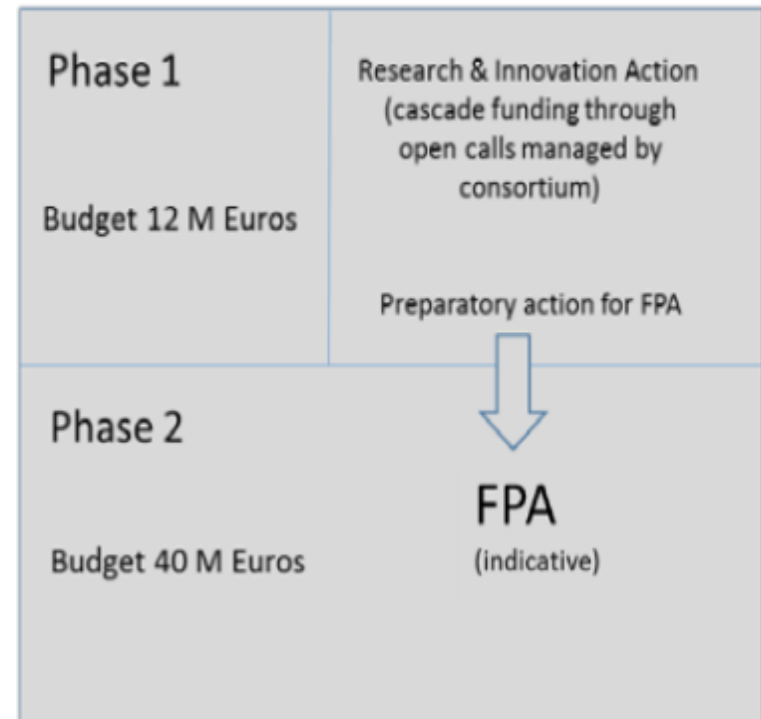 Phase 1
Budget 12 M Euros
Research & Innovation Action
(cascade funding through
open calls managed by
consortium)
Preparatory action for FPA
Phase 2
Budget 40 M Euros
FPA
(indicative)